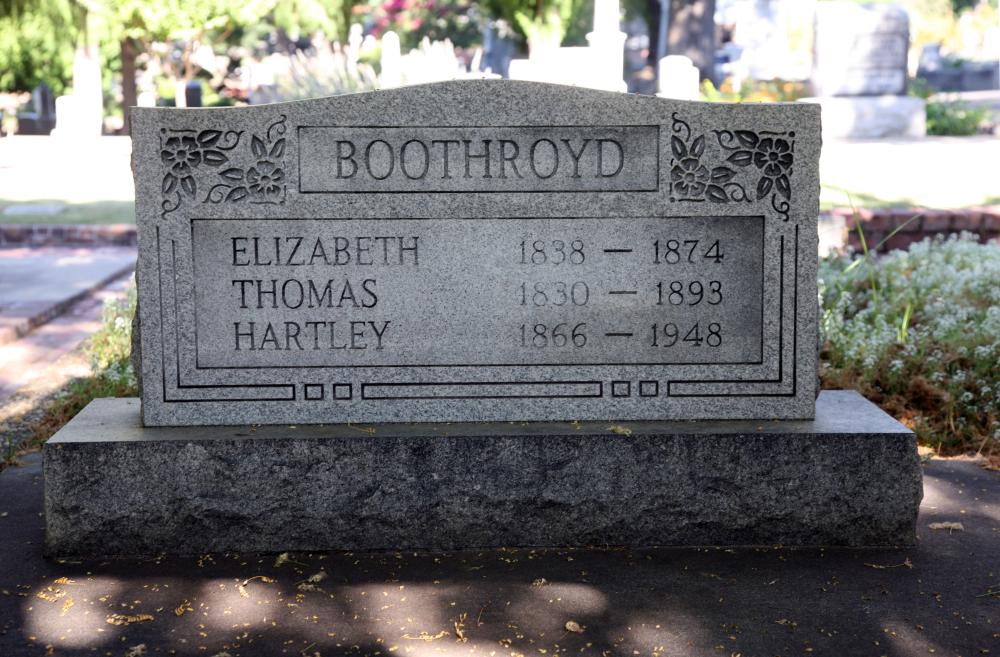 BOOTHROYD
ELIZABETH 1838 — 1874
THOMAS 1830 — 1893
HARTLEY 1866 — 1948